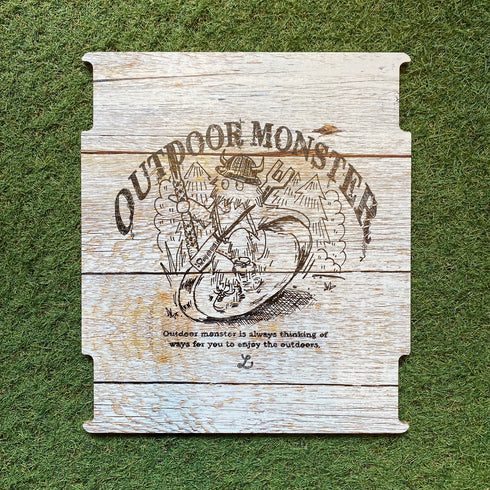 OUTDOOR MONSTER
Outdoor monster is always thinking of
ways for you to enjoy the outdoors.
L